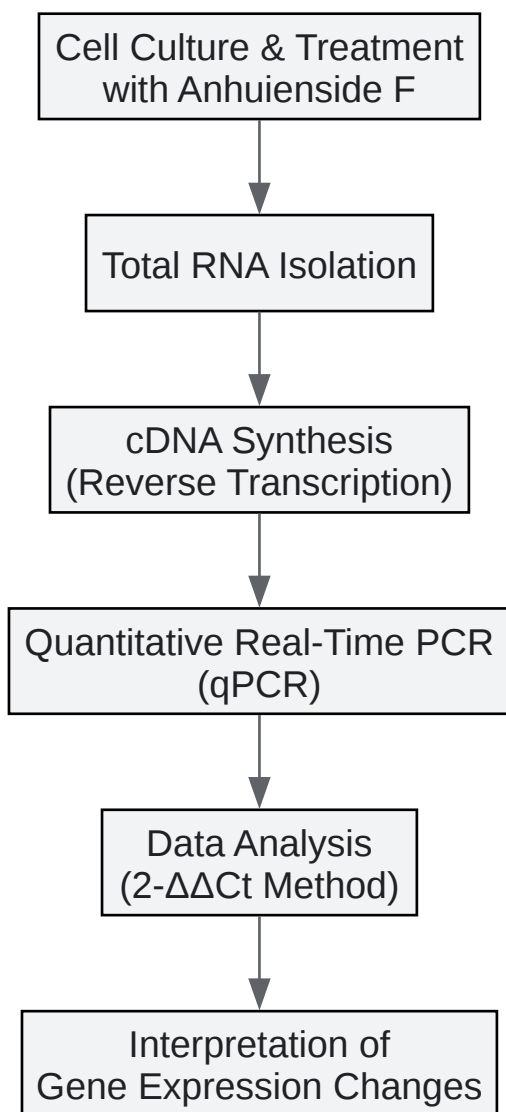 Cell Culture & Treatment
with Anhuienside F
Total RNA Isolation
cDNA Synthesis
(Reverse Transcription)
Quantitative Real-Time PCR
(qPCR)
Data Analysis
(2-ΔΔCt Method)
Interpretation of
Gene Expression Changes